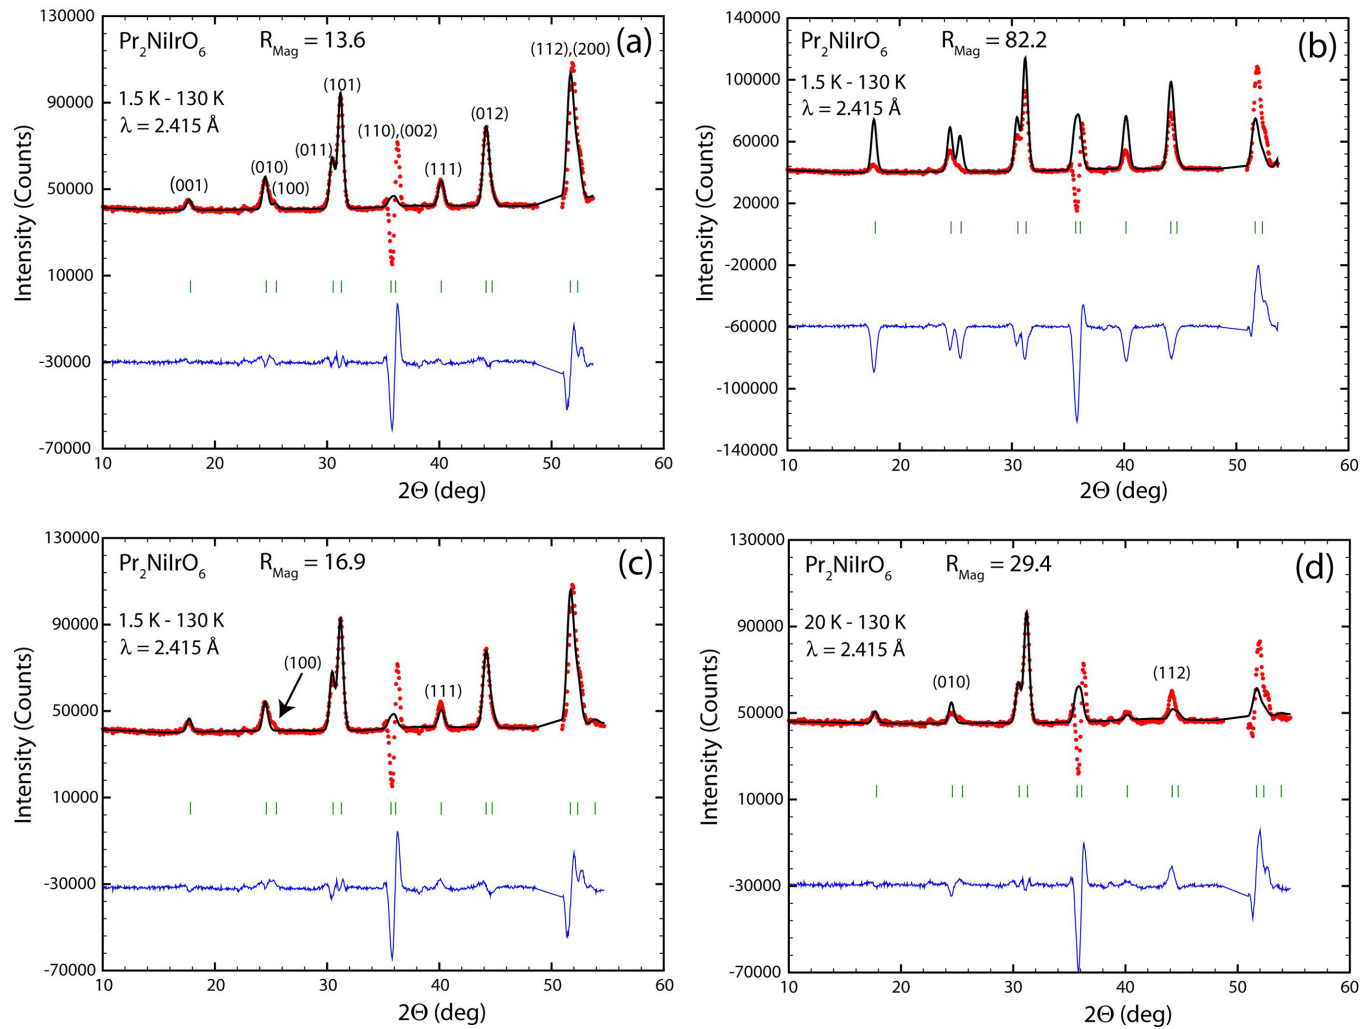 (a)
Pr2NiIrO6 RMag = 13.6
1.5 K - 130 K
λ = 2.415 Å
(001)
(010)
(100)
(011)
(101)
(110),(002)
(111)
(012)
(112),(200)
Intensity (Counts)
130000
90000
50000
10000
-30000
-70000
10 20 30 40 50 60
2Θ (deg)
(b)
Pr2NiIrO6 RMag = 82.2
1.5 K - 130 K
λ = 2.415 Å
Intensity (Counts)
140000
100000
60000
20000
-20000
-60000
-100000
-140000
10 20 30 40 50 60
2Θ (deg)
(c)
Pr2NiIrO6 RMag = 16.9
1.5 K - 130 K
λ = 2.415 Å
(100)
(111)
Intensity (Counts)
130000
90000
50000
10000
-30000
-70000
10 20 30 40 50 60
2Θ (deg)
(d)
Pr2NiIrO6 RMag = 29.4
20 K - 130 K
λ = 2.415 Å
(010)
(112)
Intensity (Counts)
130000
90000
50000
10000
-30000
-70000
10 20 30 40 50 60
2Θ (deg)